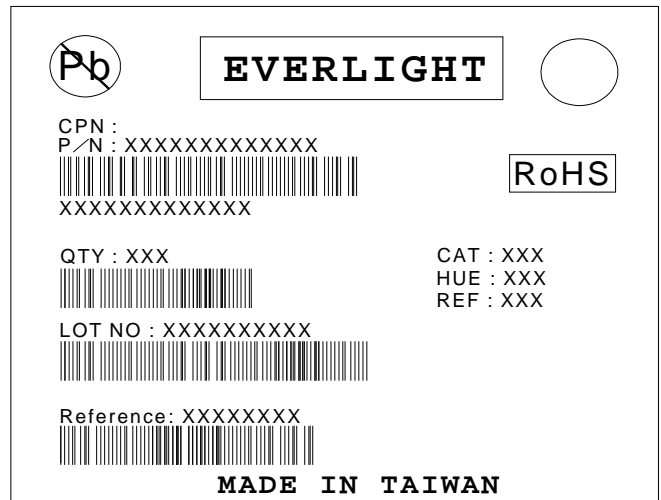 Pb
EVERLIGHT
CPN :
P/N : XXXXXXXXXXXXX
RoHS
XXXXXXXXXXXXX
QTY : XXX
CAT : XXX
HUE : XXX
REF : XXX
LOT NO : XXXXXXXXXX
Reference: XXXXXXXX
MADE IN TAIWAN